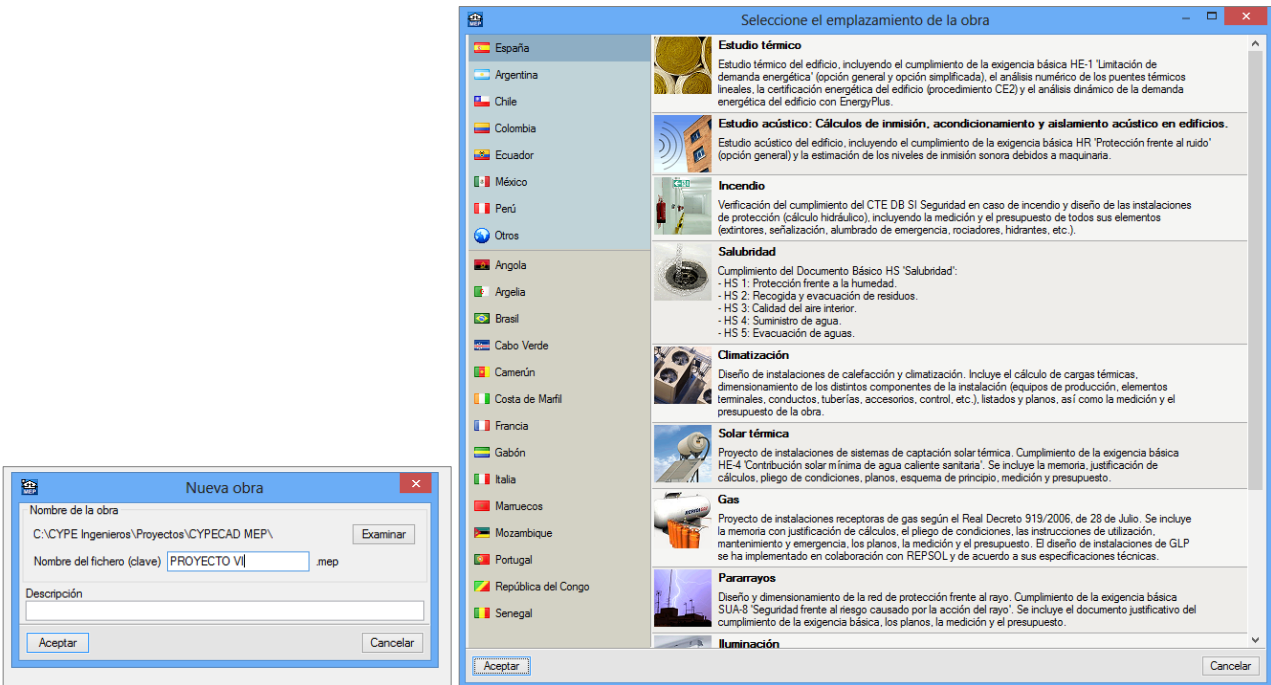 Nueva obra
Nombre de la obra
C:\CYPE Ingenieros\Proyectos\CYPECAD MEP\
Examinar
Nombre del fichero (clave) PROYECTO VI .mep
Descripción
Aceptar
Cancelar
Seleccione el emplazamiento de la obra
España
Argentina
Chile
Colombia
Ecuador
México
Perú
Otros
Angola
Argelia
Brasil
Cabo Verde
Camerún
Costa de Marfil
Francia
Gabón
Italia
Marruecos
Mozambique
Portugal
República del Congo
Senegal
Estudio térmico
Estudio térmico del edificio, incluyendo el cumplimiento de la exigencia básica HE-1 'Limitación de
demanda energética' (opción general y opción simplificada), el análisis numérico de los puentes térmicos
lineales, la certificación energética del edificio (procedimiento CE2) y el análisis dinámico de la demanda
energética del edificio con EnergyPlus.
Estudio acústico: Cálculos de inmisión, acondicionamiento y aislamiento acústico en edificios.
Estudio acústico del edificio, incluyendo el cumplimiento de la exigencia básica HR 'Protección frente al ruido'
(opción general) y la estimación de los niveles de inmisión sonora debidos a maquinaria.
Incendio
Verificación del cumplimiento del CTE DB SI Seguridad en caso de incendio y diseño de las instalaciones
de protección (cálculo hidráulico), incluyendo la medición y el presupuesto de todos sus elementos
(extintores, señalización, alumbrado de emergencia, rociadores, hidrantes, etc.).
Salubridad
Cumplimiento del Documento Básico HS 'Salubridad':
- HS 1: Protección frente a la humedad.
- HS 2: Recogida y evacuación de residuos.
- HS 3: Calidad del aire interior.
- HS 4: Suministro de agua.
- HS 5: Evacuación de aguas.
Climatización
Diseño de instalaciones de calefacción y climatización. Incluye el cálculo de cargas térmicas,
dimensionamiento de los distintos componentes de la instalación (equipos de producción, elementos
terminales, conductos, tuberías, accesorios, control, etc.), listados y planos, así como la medición y el
presupuesto de la obra.
Solar térmica
Proyecto de instalaciones de sistemas de captación solar térmica. Cumplimiento de la exigencia básica
HE-4 'Contribución solar mínima de agua caliente sanitaria'. Se incluye la memoria, justificación de
cálculos, pliego de condiciones, planos, esquema de principio, medición y presupuesto.
Gas
Proyecto de instalaciones receptoras de gas según el Real Decreto 919/2006, de 28 de Julio. Se incluye
la memoria con justificación de cálculos, el pliego de condiciones, las instrucciones de utilización,
mantenimiento y emergencia, los planos, la medición y el presupuesto. El diseño de instalaciones de GLP
se ha implementado en colaboración con REPSOL y de acuerdo a sus especificaciones técnicas.
Pararrayos
Diseño y dimensionamiento de la red de protección frente al rayo. Cumplimiento de la exigencia básica
SUA-8 'Seguridad frente al riesgo causado por la acción del rayo'. Se incluye el documento justificativo del
cumplimiento de la exigencia básica, los planos, la medición y el presupuesto.
Iluminación
Aceptar
Cancelar